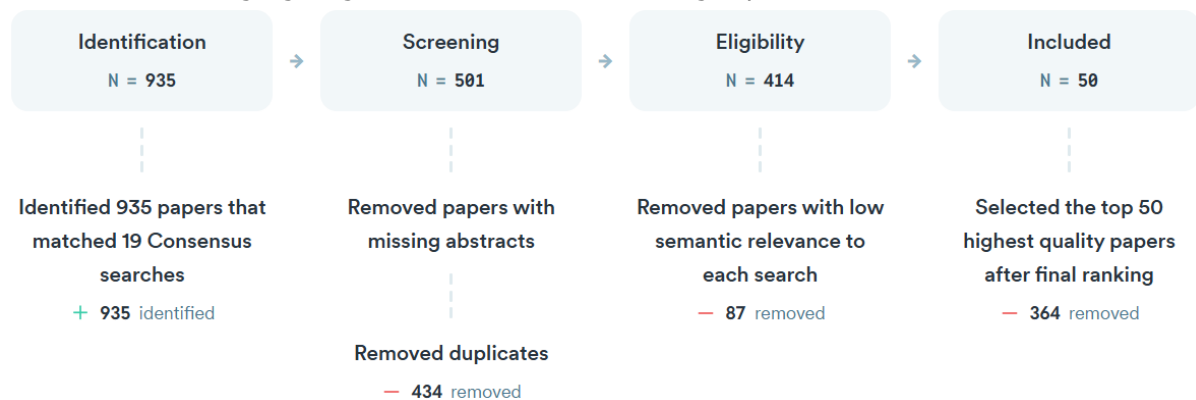 Identification
N = 935
Screening
N = 501
Eligibility
N = 414
Included
N = 50
Identified 935 papers that
matched 19 Consensus
searches
+ 935 identified
Removed papers with
missing abstracts
Removed duplicates
− 434 removed
Removed papers with low
semantic relevance to
each search
− 87 removed
Selected the top 50
highest quality papers
after final ranking
− 364 removed